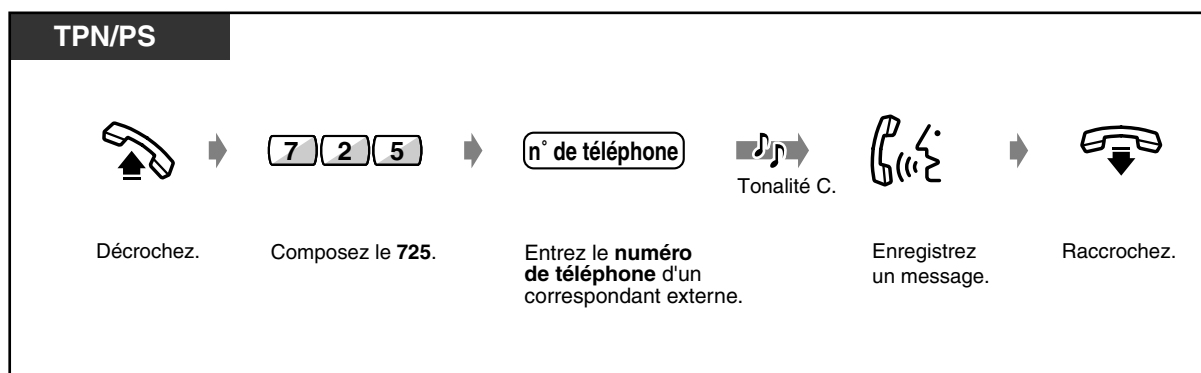 TPN/PS
7 2 5
n° de téléphone
Tonalité C.
Décrochez.
Composez le 725.
Entrez le numéro
de téléphone d'un
correspondant externe.
Enregistrez
un message.
Raccrochez.